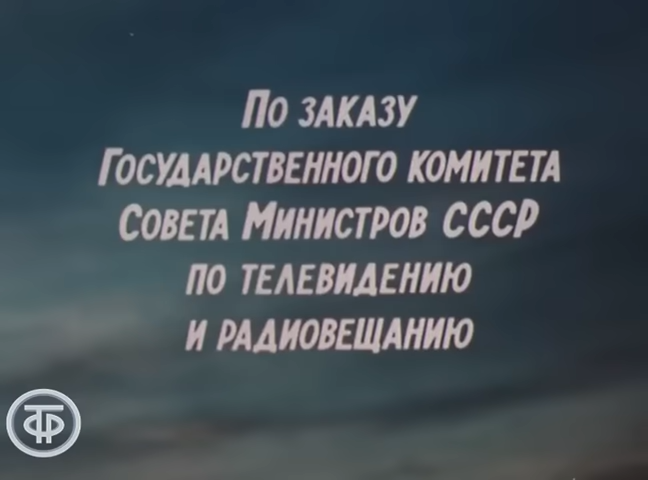 По заказу
Государственного комитета
Совета Министров СССР
по телевидению
и радиовещанию